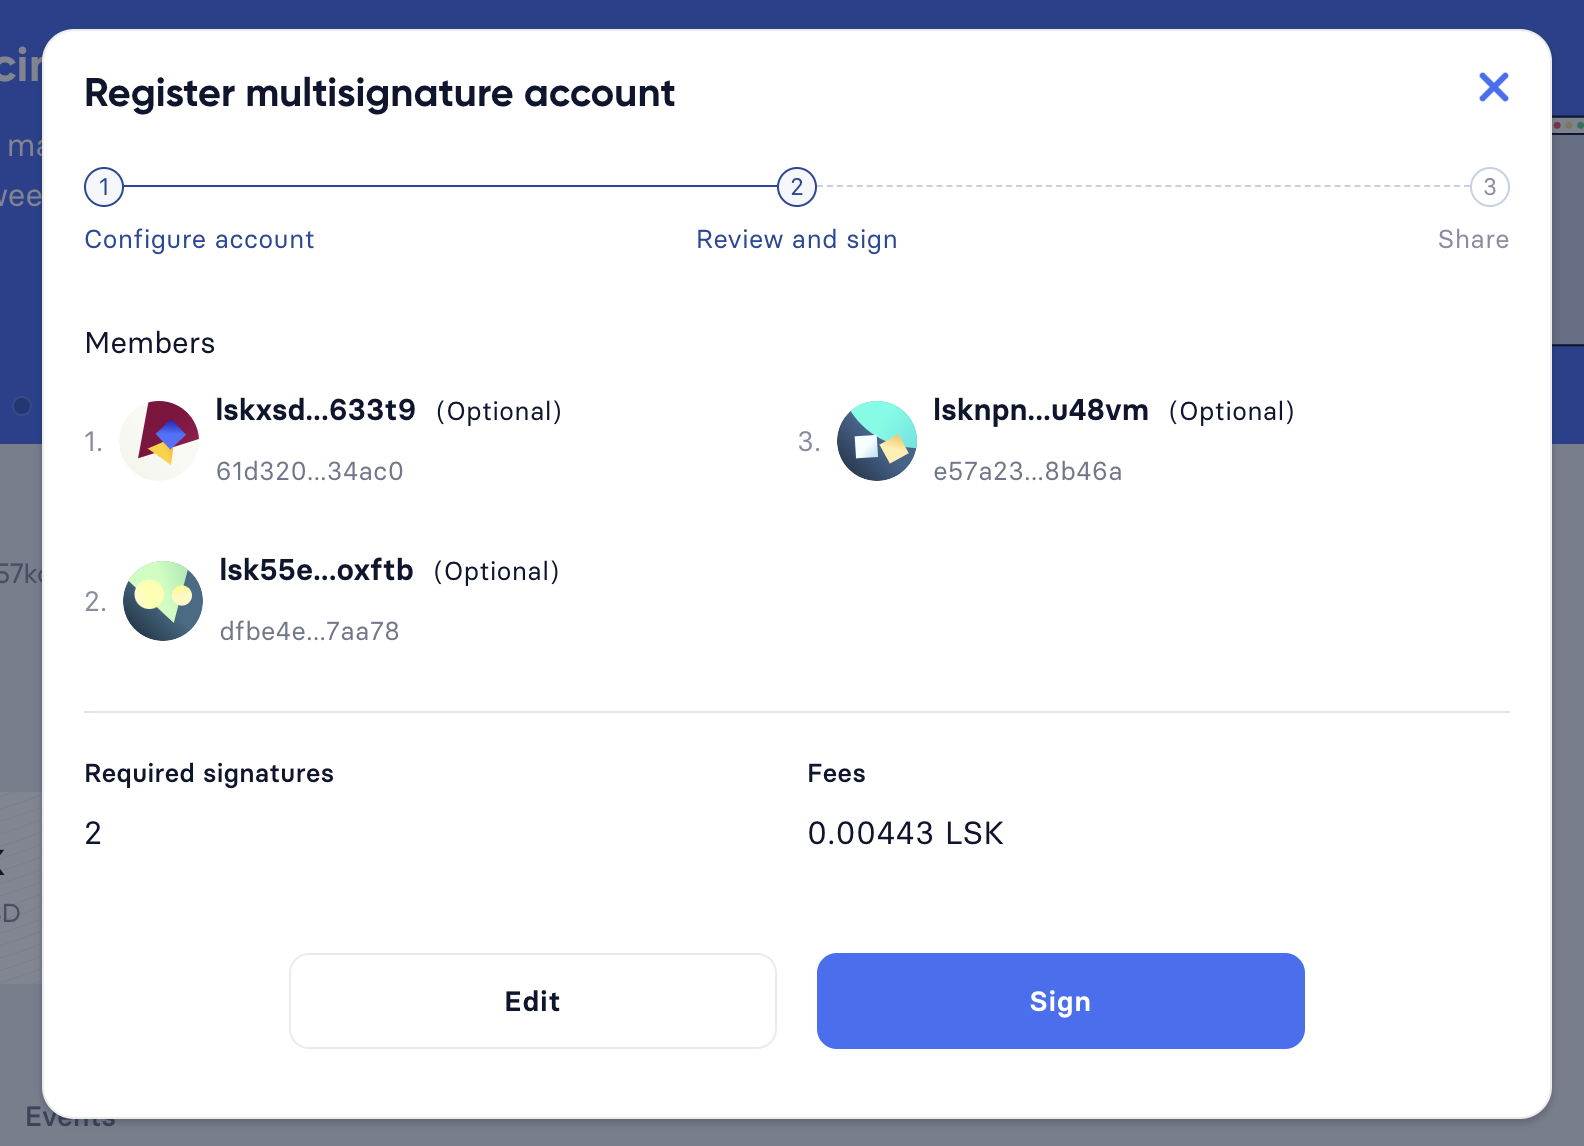 Register multisignature account
1
2
3
Configure account
Review and sign
Share
Members
1.
lskxsd...633t9 (Optional)
61d320...34ac0
2.
lsk55e...oxftb (Optional)
dfbe4e...7aa78
3.
lsknpn...u48vm (Optional)
e57a23...8b46a
Required signatures
2
Fees
0.00443 LSK
Edit
Sign
Events